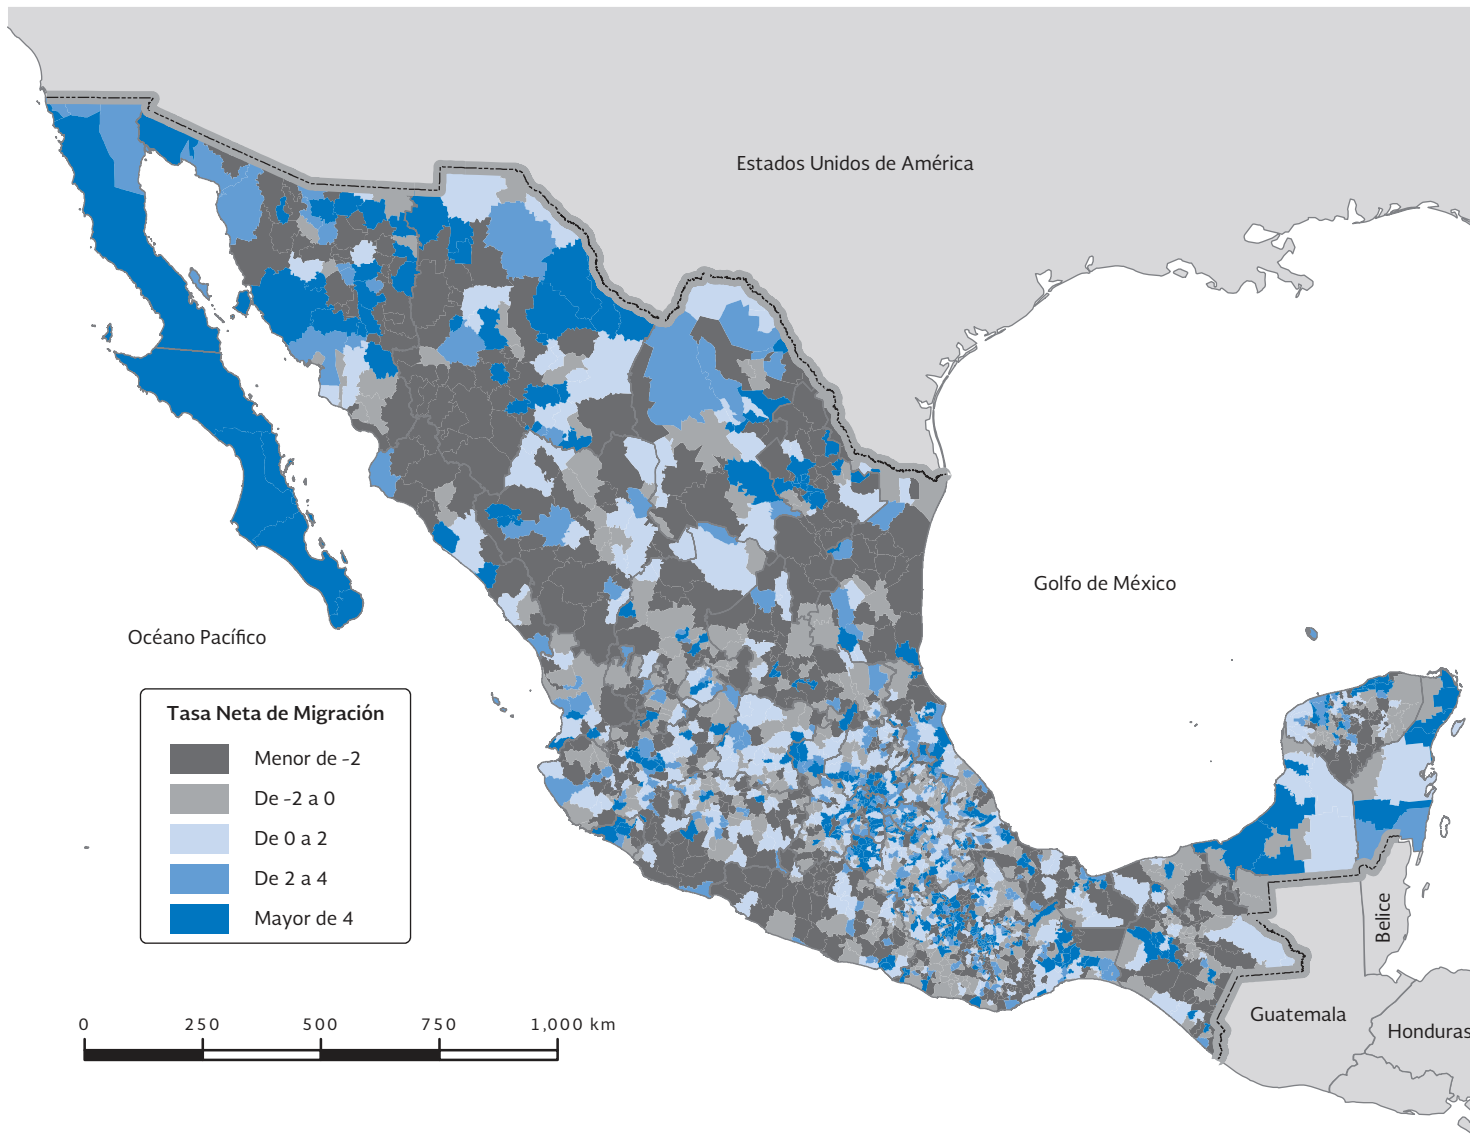 Estados Unidos de América
Golfo de México
Océano Pacífico
Tasa Neta de Migración
Menor de -2
De -2 a 0
De 0 a 2
De 2 a 4
Mayor de 4
Belice
Guatemala
Honduras
0 250 500 750 1,000 km